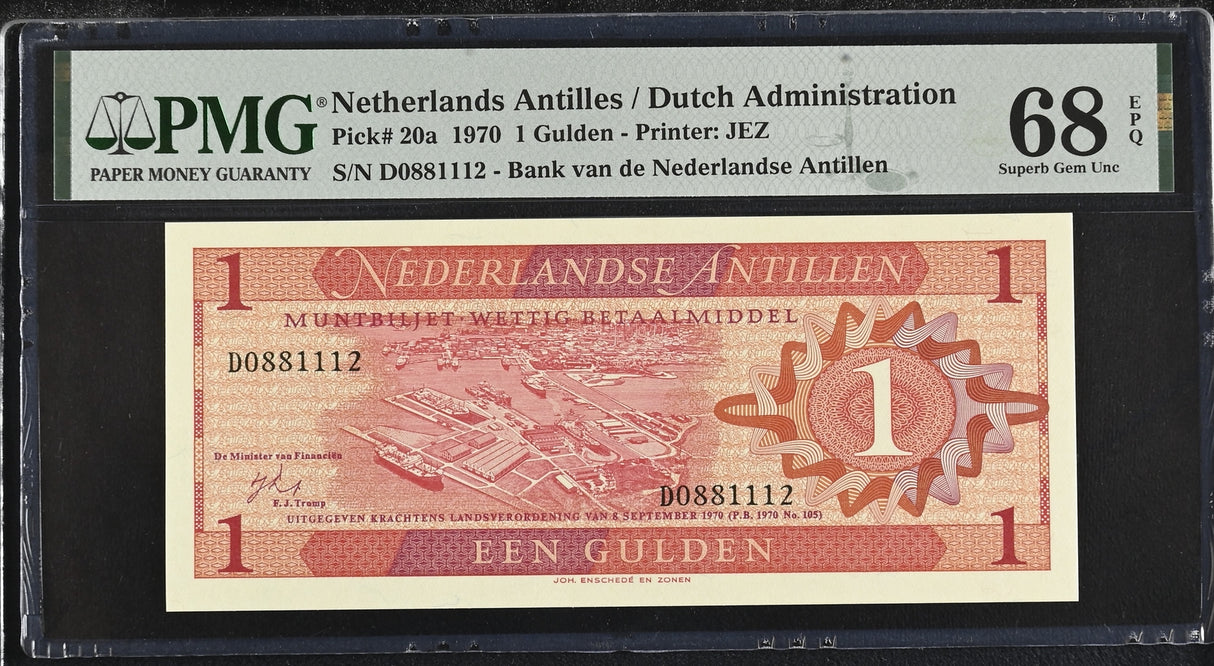 PMG®
PAPER MONEY GUARANTY
Netherlands Antilles / Dutch Administration
Pick# 20a 1970 1 Gulden - Printer: JEZ
S/N D0881112 - Bank van de Nederlandse Antillen
68
EPQ
Superb Gem Unc
1 NEDERLANDSE ANTILLEN 1
MUNTBILJET·WETTIG BETAALMIDDEL
D0881112
1
De Minister van Financiën
F.J. Tromp
D0881112
UITGEGEVEN KRACHTENS LANDSVERORDENING VAN 8 SEPTEMBER 1970 (P.B. 1970 No. 105)
1 EEN GULDEN 1
JOH. ENSCHEDÉ EN ZONEN